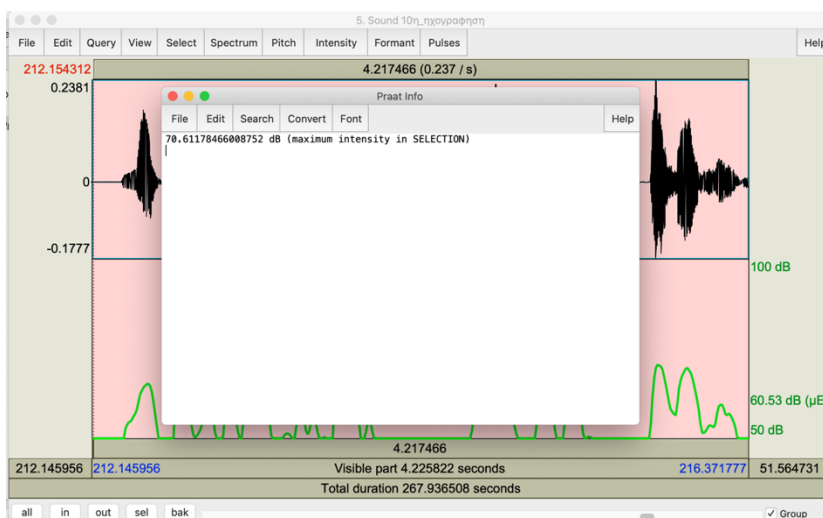 5. Sound 10η_ηχογραφηση
File Edit Query View Select Spectrum Pitch Intensity Formant Pulses Help
212.154312 4.217466 (0.237 / s)
0.2381
0
-0.1777
Praat Info
File Edit Search Convert Font Help
70.61178466008752 dB (maximum intensity in SELECTION)
100 dB
60.53 dB (µE
50 dB
4.217466
212.145956 212.145956 Visible part 4.225822 seconds 216.371777 51.564731
Total duration 267.936508 seconds
all in out sel bak Group